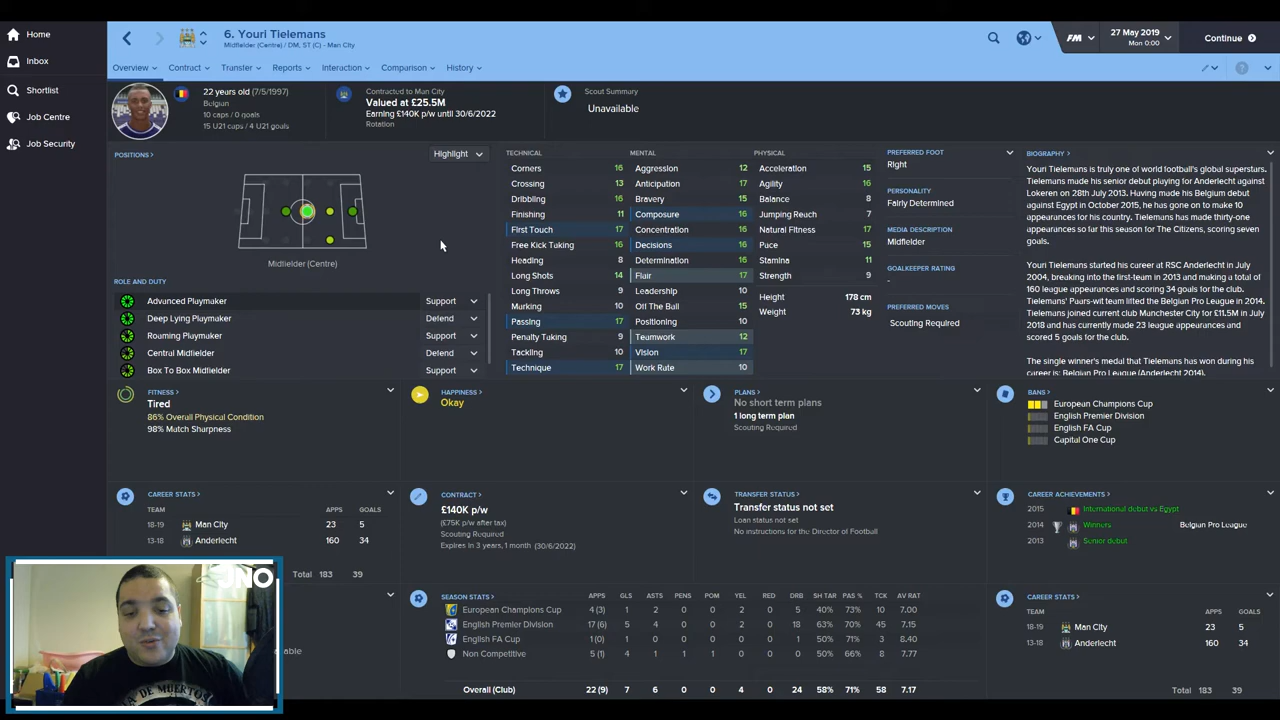 Home
Inbox
Shortlist
Job Centre
Job Security
6. Youri Tielemans
Midfielder (Centre) / DM, ST (C) - Man City
FM
27 May 2019
Mon 0:00
Continue
Overview
Contract
Transfer
Reports
Interaction
Comparison
History
22 years old (7/5/1997)
Belgian
10 caps / 0 goals
15 U21 caps / 4 U21 goals
Contracted to Man City
Valued at £25.5M
Earning £140K p/w until 30/6/2022
Rotation
Scout Summary
Unavailable
POSITIONS >
Highlight
Midfielder (Centre)
ROLE AND DUTY
Advanced Playmaker Support
Deep Lying Playmaker Defend
Roaming Playmaker Support
Central Midfielder Defend
Box To Box Midfielder Support
TECHNICAL
Corners 16
Crossing 13
Dribbling 16
Finishing 11
First Touch 17
Free Kick Taking 16
Heading 8
Long Shots 14
Long Throws 9
Marking 10
Passing 17
Penalty Taking 9
Tackling 10
Technique 17
MENTAL
Aggression 12
Anticipation 17
Bravery 15
Composure 16
Concentration 16
Decisions 16
Determination 16
Flair 17
Leadership 10
Off The Ball 15
Positioning 10
Teamwork 12
Vision 17
Work Rate 10
PHYSICAL
Acceleration 15
Agility 16
Balance 8
Jumping Reach 7
Natural Fitness 17
Pace 15
Stamina 11
Strength 9
Height 178 cm
Weight 73 kg
PREFERRED FOOT
Right
PERSONALITY
Fairly Determined
MEDIA DESCRIPTION
Midfielder
GOALKEEPER RATING
-
PREFERRED MOVES
Scouting Required
BIOGRAPHY >
Youri Tielemans is truly one of world football's global superstars.
Tielemans made his senior debut playing for Anderlecht against
Lokeren on 28th July 2013. Having made his Belgium debut
against Egypt in October 2015, he has gone on to make 10
appearances for his country. Tielemans has made thirty-one
appearances so far this season for The Citizens, scoring seven
goals.
Youri Tielemans started his career at RSC Anderlecht in July
2004, breaking into the first-team in 2013 and making a total of
160 league appearances and scoring 34 goals for the club.
Tielemans' Paars-wit team lifted the Belgian Pro League in 2014.
Tielemans joined current club Manchester City for £11.5M in July
2018 and has currently made 23 league appearances and
scored 5 goals for the club.
The single winner's medal that Tielemans has won during his
career is: Belgian Pro League (Anderlecht 2014).
FITNESS >
Tired
86% Overall Physical Condition
98% Match Sharpness
HAPPINESS >
Okay
PLANS >
No short term plans
1 long term plan
Scouting Required
BANS >
European Champions Cup
English Premier Division
English FA Cup
Capital One Cup
CAREER STATS >
TEAM APPS GOALS
18-19 Man City 23 5
13-18 Anderlecht 160 34
Total 183 39
CONTRACT >
£140K p/w
(£75K p/w after tax)
Scouting Required
Expires in 3 years, 1 month (30/6/2022)
TRANSFER STATUS >
Transfer status not set
Loan status not set
No instructions for the Director of Football
CAREER ACHIEVEMENTS >
2015 International debut vs Egypt
2014 Winners Belgian Pro League
2013 Senior debut
SEASON STATS > APPS GLS ASTS PENS POM YEL RED DRB SH TAR PAS % TCK AV RAT
European Champions Cup 4 (3) 1 2 0 0 2 0 5 40% 73% 10 7.00
English Premier Division 17 (6) 5 4 0 0 2 0 18 63% 70% 45 7.15
English FA Cup 1 (0) 1 0 0 0 0 0 1 50% 71% 3 8.40
Non Competitive 5 (1) 4 1 1 1 0 0 2 50% 66% 8 7.77
Overall (Club) 22 (9) 7 6 0 0 4 0 24 58% 71% 58 7.17
CAREER STATS >
TEAM APPS GOALS
18-19 Man City 23 5
13-18 Anderlecht 160 34
Total 183 39
JNO